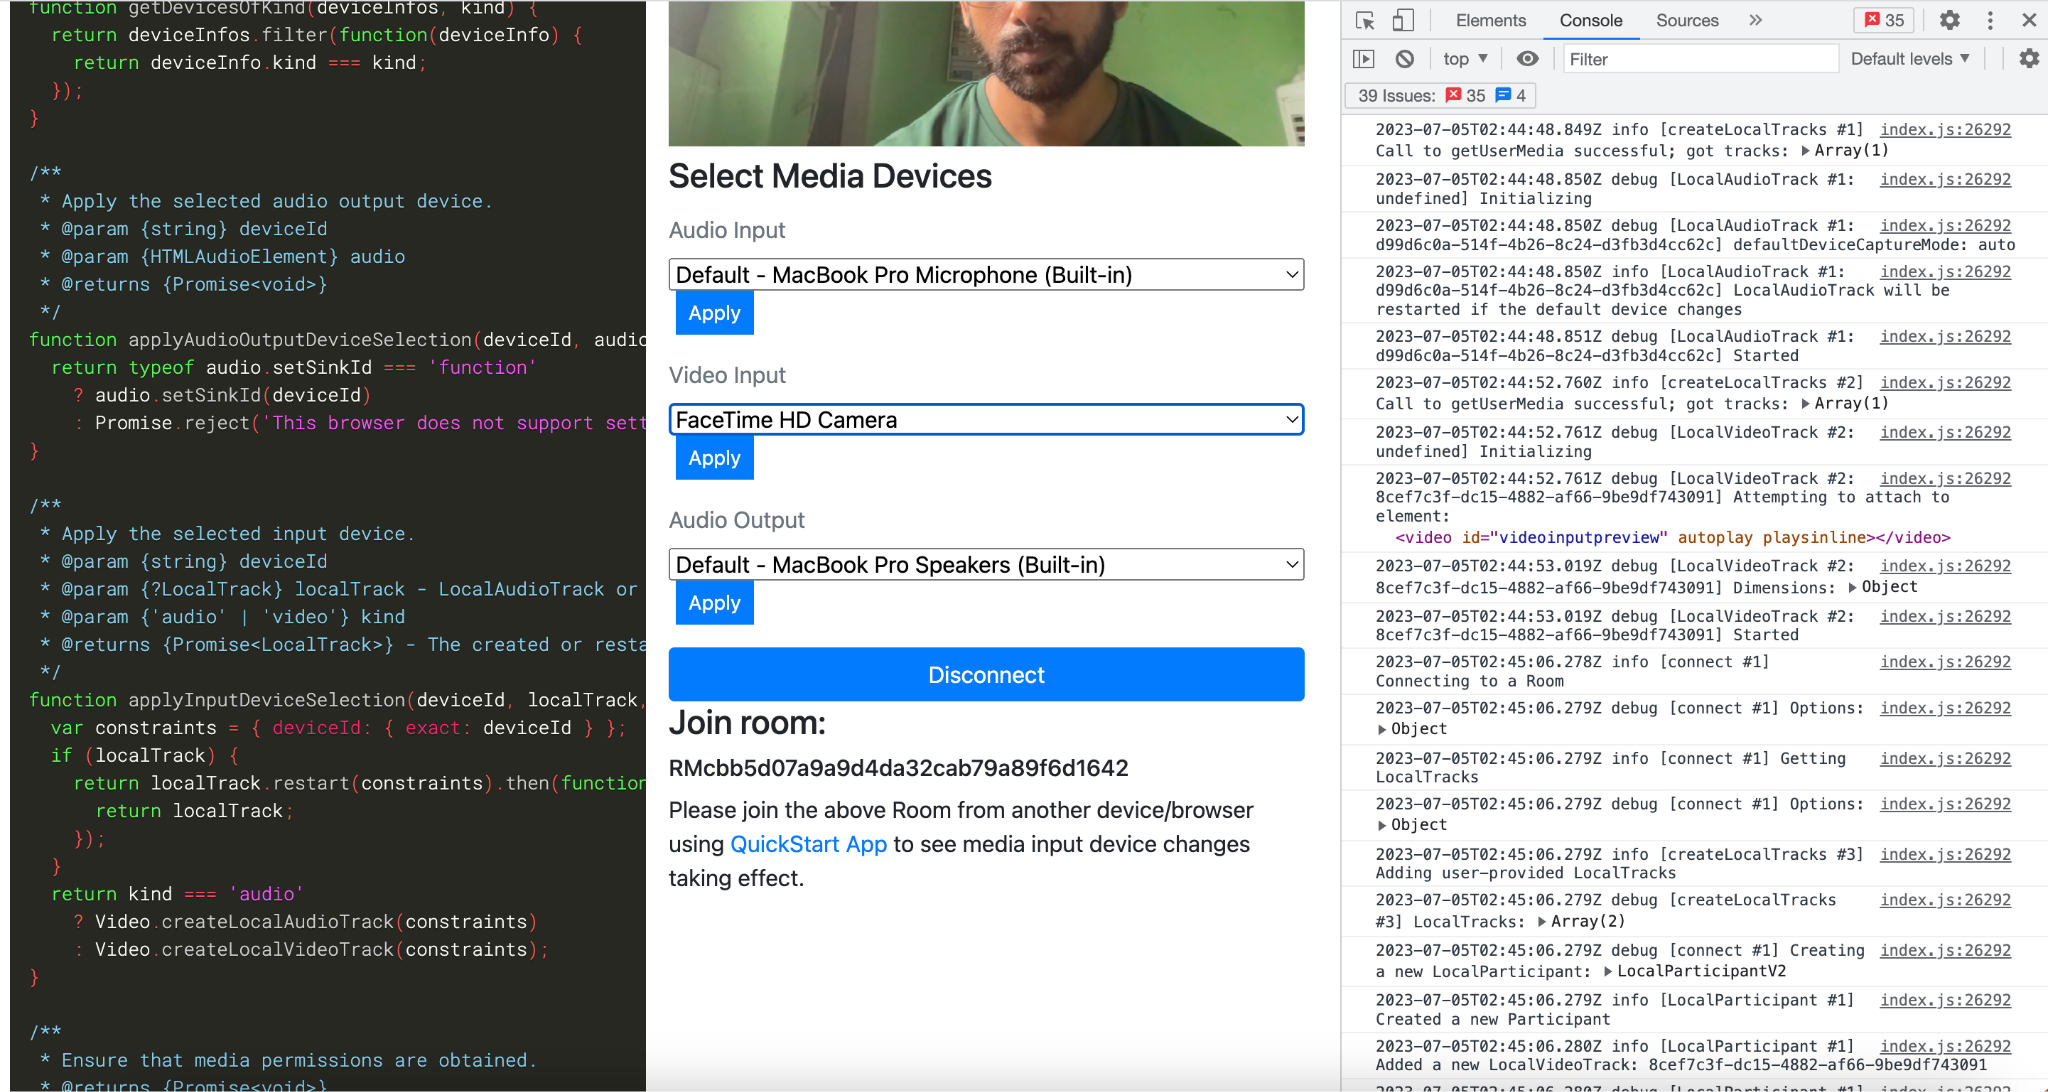 function getDevicesOfKind(deviceInfos, kind) {
return deviceInfos.filter(function(deviceInfo) {
return deviceInfo.kind === kind;
});
}
/**
* Apply the selected audio output device.
* @param {string} deviceId
* @param {HTMLAudioElement} audio
* @returns {Promise<void>}
*/
function applyAudioOutputDeviceSelection(deviceId, audio
return typeof audio.setSinkId === 'function'
? audio.setSinkId(deviceId)
: Promise.reject('This browser does not support sett
}
/**
* Apply the selected input device.
* @param {string} deviceId
* @param {?LocalTrack} localTrack - LocalAudioTrack or
* @param {'audio' | 'video'} kind
* @returns {Promise<LocalTrack>} - The created or resta
*/
function applyInputDeviceSelection(deviceId, localTrack,
var constraints = { deviceId: { exact: deviceId } };
if (localTrack) {
return localTrack.restart(constraints).then(function
return localTrack;
});
}
return kind === 'audio'
? Video.createLocalAudioTrack(constraints)
: Video.createLocalVideoTrack(constraints);
}
/**
* Ensure that media permissions are obtained.
* @returns {Promise<void>}
Select Media Devices
Audio Input
Default - MacBook Pro Microphone (Built-in)
Apply
Video Input
FaceTime HD Camera
Apply
Audio Output
Default - MacBook Pro Speakers (Built-in)
Apply
Disconnect
Join room:
RMcbb5d07a9a9d4da32cab79a89f6d1642
Please join the above Room from another device/browser
using QuickStart App to see media input device changes
taking effect.
Elements Console Sources » 35
top ▼ Filter Default levels ▼
39 Issues: 35 4
2023-07-05T02:44:48.849Z info [createLocalTracks #1] index.js:26292
Call to getUserMedia successful; got tracks: ▶Array(1)
2023-07-05T02:44:48.850Z debug [LocalAudioTrack #1: index.js:26292
undefined] Initializing
2023-07-05T02:44:48.850Z debug [LocalAudioTrack #1: index.js:26292
d99d6c0a-514f-4b26-8c24-d3fb3d4cc62c] defaultDeviceCaptureMode: auto
2023-07-05T02:44:48.850Z info [LocalAudioTrack #1: index.js:26292
d99d6c0a-514f-4b26-8c24-d3fb3d4cc62c] LocalAudioTrack will be
restarted if the default device changes
2023-07-05T02:44:48.851Z debug [LocalAudioTrack #1: index.js:26292
d99d6c0a-514f-4b26-8c24-d3fb3d4cc62c] Started
2023-07-05T02:44:52.760Z info [createLocalTracks #2] index.js:26292
Call to getUserMedia successful; got tracks: ▶Array(1)
2023-07-05T02:44:52.761Z debug [LocalVideoTrack #2: index.js:26292
undefined] Initializing
2023-07-05T02:44:52.761Z debug [LocalVideoTrack #2: index.js:26292
8cef7c3f-dc15-4882-af66-9be9df743091] Attempting to attach to
element:
<video id="videoinputpreview" autoplay playsinline></video>
2023-07-05T02:44:53.019Z debug [LocalVideoTrack #2: index.js:26292
8cef7c3f-dc15-4882-af66-9be9df743091] Dimensions: ▶Object
2023-07-05T02:44:53.019Z debug [LocalVideoTrack #2: index.js:26292
8cef7c3f-dc15-4882-af66-9be9df743091] Started
2023-07-05T02:45:06.278Z info [connect #1] index.js:26292
Connecting to a Room
2023-07-05T02:45:06.279Z debug [connect #1] Options: index.js:26292
▶Object
2023-07-05T02:45:06.279Z info [connect #1] Getting index.js:26292
LocalTracks
2023-07-05T02:45:06.279Z debug [connect #1] Options: index.js:26292
▶Object
2023-07-05T02:45:06.279Z info [createLocalTracks #3] index.js:26292
Adding user-provided LocalTracks
2023-07-05T02:45:06.279Z debug [createLocalTracks index.js:26292
#3] LocalTracks: ▶Array(2)
2023-07-05T02:45:06.279Z debug [connect #1] Creating index.js:26292
a new LocalParticipant: ▶LocalParticipantV2
2023-07-05T02:45:06.279Z info [LocalParticipant #1] index.js:26292
Created a new Participant
2023-07-05T02:45:06.280Z info [LocalParticipant #1] index.js:26292
Added a new LocalVideoTrack: 8cef7c3f-dc15-4882-af66-9be9df743091